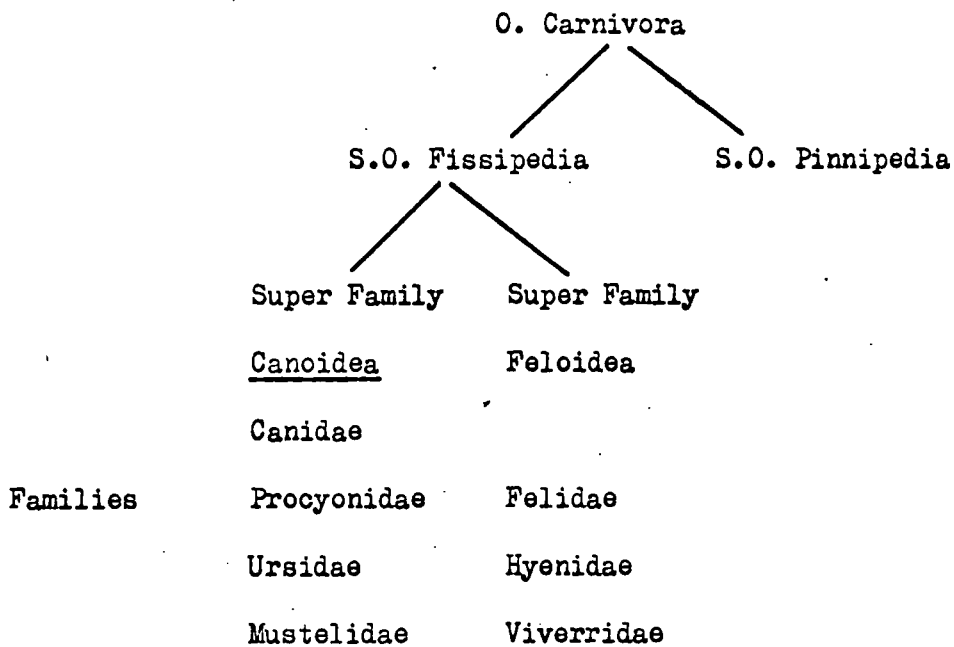 O. Carnivora
S.O. Fissipedia S.O. Pinnipedia
Super Family Super Family
Canoidea Feloidea
Canidae
Families Procyonidae Felidae
Ursidae Hyenidae
Mustelidae Viverridae